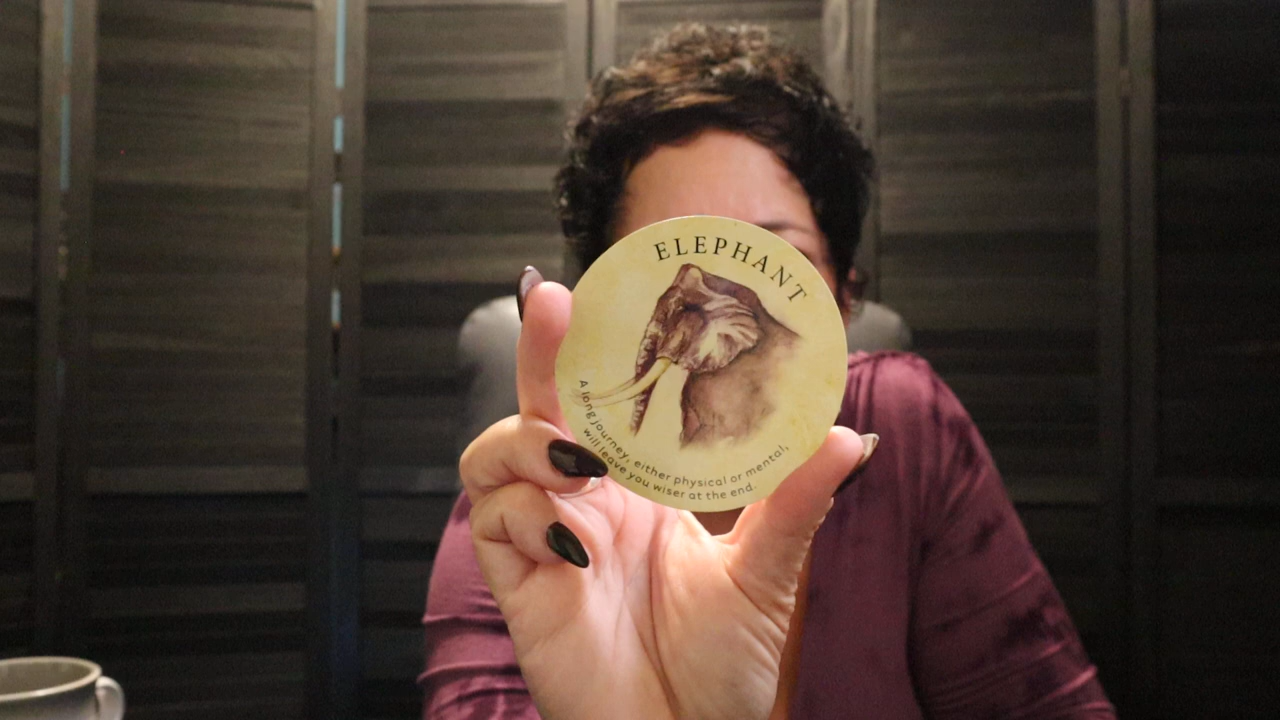 ELEPHANT
A long journey, either physical or mental,
will leave you wiser at the end.